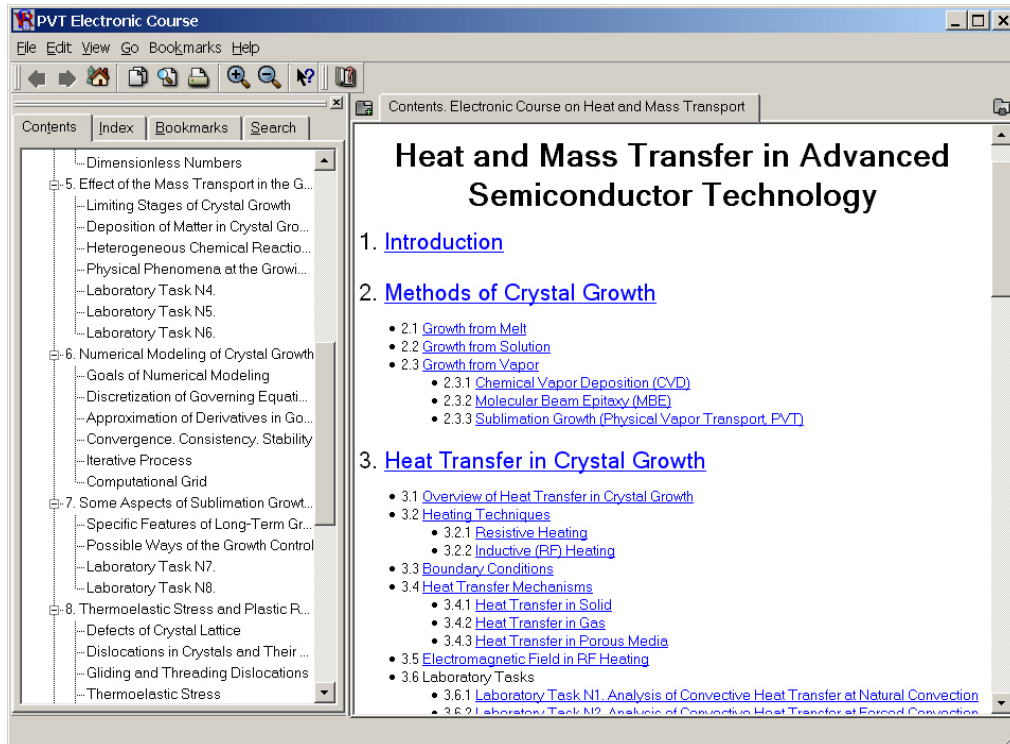 PVT Electronic Course
File Edit View Go Bookmarks Help
Contents Index Bookmarks Search
Dimensionless Numbers
5. Effect of the Mass Transport in the G...
Limiting Stages of Crystal Growth
Deposition of Matter in Crystal Gro...
Heterogeneous Chemical Reactio...
Physical Phenomena at the Growi...
Laboratory Task N4.
Laboratory Task N5.
Laboratory Task N6.
6. Numerical Modeling of Crystal Growth
Goals of Numerical Modeling
Discretization of Governing Equati...
Approximation of Derivatives in Go...
Convergence. Consistency. Stability
Iterative Process
Computational Grid
7. Some Aspects of Sublimation Growt...
Specific Features of Long-Term Gr...
Possible Ways of the Growth Control
Laboratory Task N7.
Laboratory Task N8.
8. Thermoelastic Stress and Plastic R...
Defects of Crystal Lattice
Dislocations in Crystals and Their ...
Gliding and Threading Dislocations
Thermoelastic Stress
Contents. Electronic Course on Heat and Mass Transport
Heat and Mass Transfer in Advanced
Semiconductor Technology
1. Introduction
2. Methods of Crystal Growth
• 2.1 Growth from Melt
• 2.2 Growth from Solution
• 2.3 Growth from Vapor
• 2.3.1 Chemical Vapor Deposition (CVD)
• 2.3.2 Molecular Beam Epitaxy (MBE)
• 2.3.3 Sublimation Growth (Physical Vapor Transport, PVT)
3. Heat Transfer in Crystal Growth
• 3.1 Overview of Heat Transfer in Crystal Growth
• 3.2 Heating Techniques
• 3.2.1 Resistive Heating
• 3.2.2 Inductive (RF) Heating
• 3.3 Boundary Conditions
• 3.4 Heat Transfer Mechanisms
• 3.4.1 Heat Transfer in Solid
• 3.4.2 Heat Transfer in Gas
• 3.4.3 Heat Transfer in Porous Media
• 3.5 Electromagnetic Field in RF Heating
• 3.6 Laboratory Tasks
• 3.6.1 Laboratory Task N1. Analysis of Convective Heat Transfer at Natural Convection
• 3.6.2 Laboratory Task N2. Analysis of Convective Heat Transfer at Forced Convection